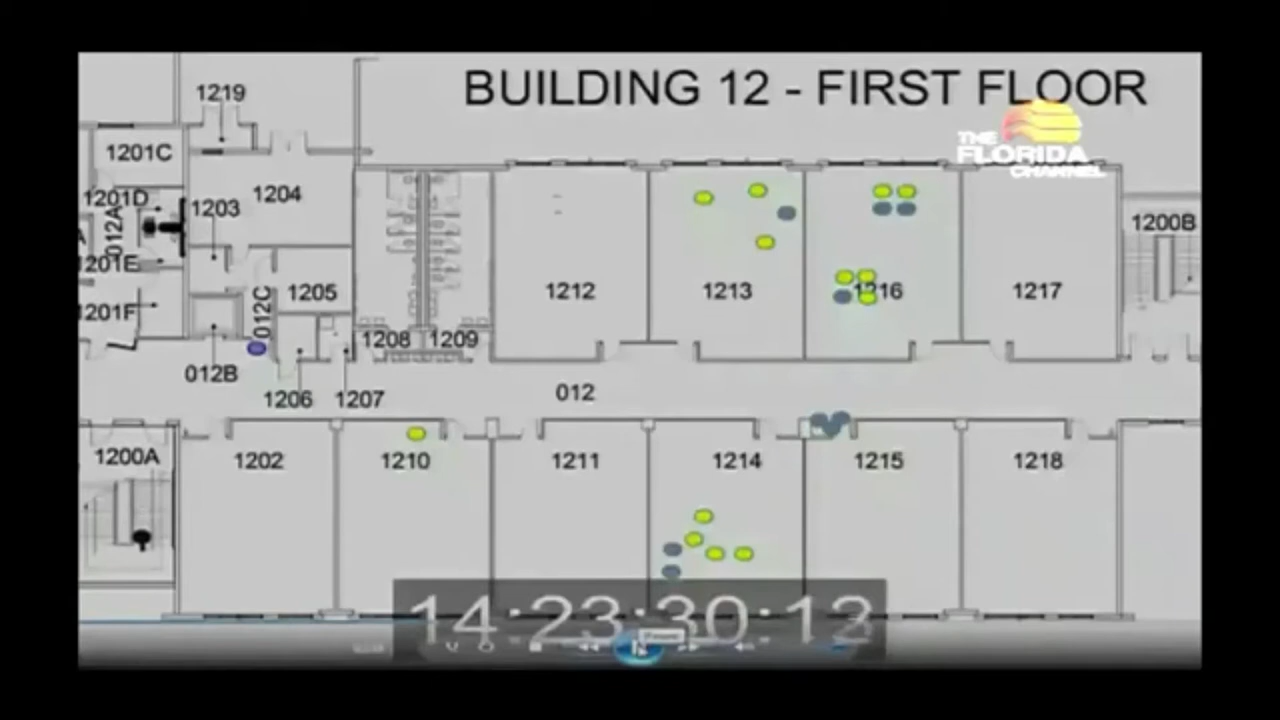 BUILDING 12 - FIRST FLOOR
THE
FLORIDA
CHANNEL
1219
1201C
1201D
1203
1204
012A
1200B
1201E
1205
012C
1201F
1212
1213
1216
1217
1208
1209
012B
1206
1207
012
1200A
1202
1210
1211
1214
1215
1218
14:23:30:12